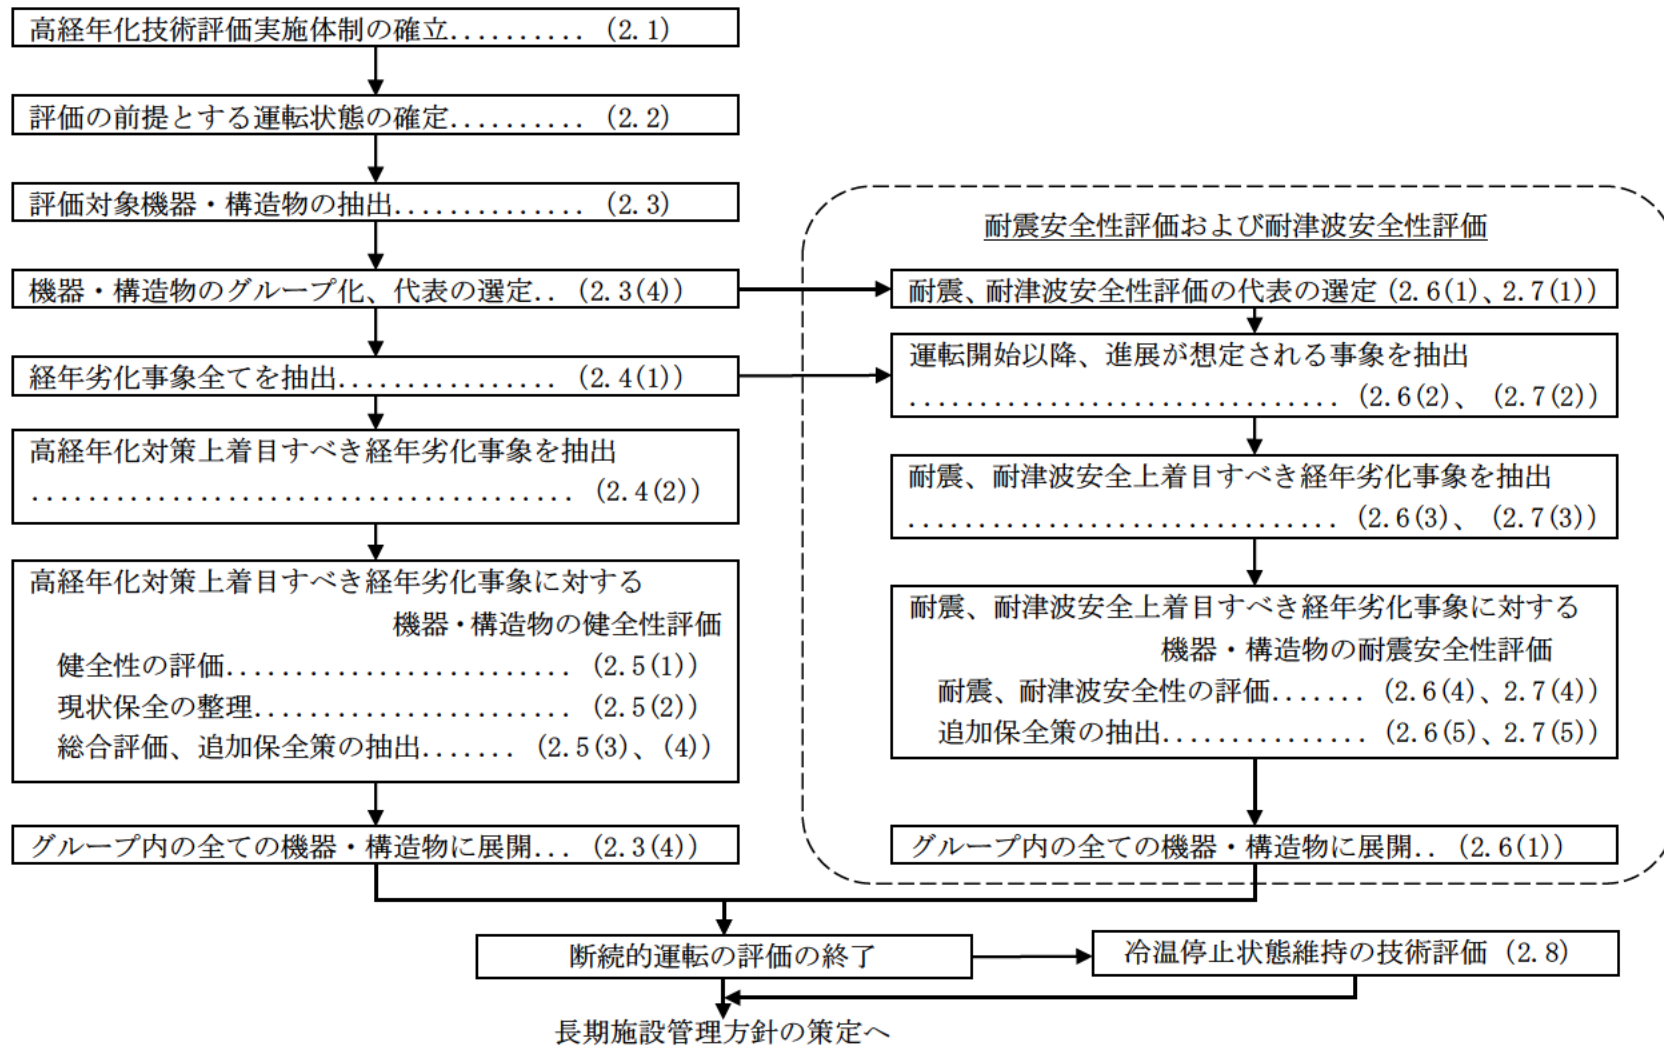 高経年化技術評価実施体制の確立.......... (2.1)
評価の前提とする運転状態の確定.......... (2.2)
評価対象機器・構造物の抽出.............. (2.3)
機器・構造物のグループ化、代表の選定.. (2.3(4))
経年劣化事象全てを抽出................ (2.4(1))
高経年化対策上着目すべき経年劣化事象を抽出
...................................... (2.4(2))
高経年化対策上着目すべき経年劣化事象に対する
機器・構造物の健全性評価
健全性の評価......................... (2.5(1))
現状保全の整理....................... (2.5(2))
総合評価、追加保全策の抽出....... (2.5(3)、(4))
グループ内の全ての機器・構造物に展開... (2.3(4))
耐震安全性評価および耐津波安全性評価
耐震、耐津波安全性評価の代表の選定 (2.6(1)、2.7(1))
運転開始以降、進展が想定される事象を抽出
............................... (2.6(2)、 (2.7(2))
耐震、耐津波安全上着目すべき経年劣化事象を抽出
............................... (2.6(3)、 (2.7(3))
耐震、耐津波安全上着目すべき経年劣化事象に対する
機器・構造物の耐震安全性評価
耐震、耐津波安全性の評価....... (2.6(4)、2.7(4))
追加保全策の抽出............... (2.6(5)、2.7(5))
グループ内の全ての機器・構造物に展開.. (2.6(1))
断続的運転の評価の終了
冷温停止状態維持の技術評価 (2.8)
長期施設管理方針の策定へ